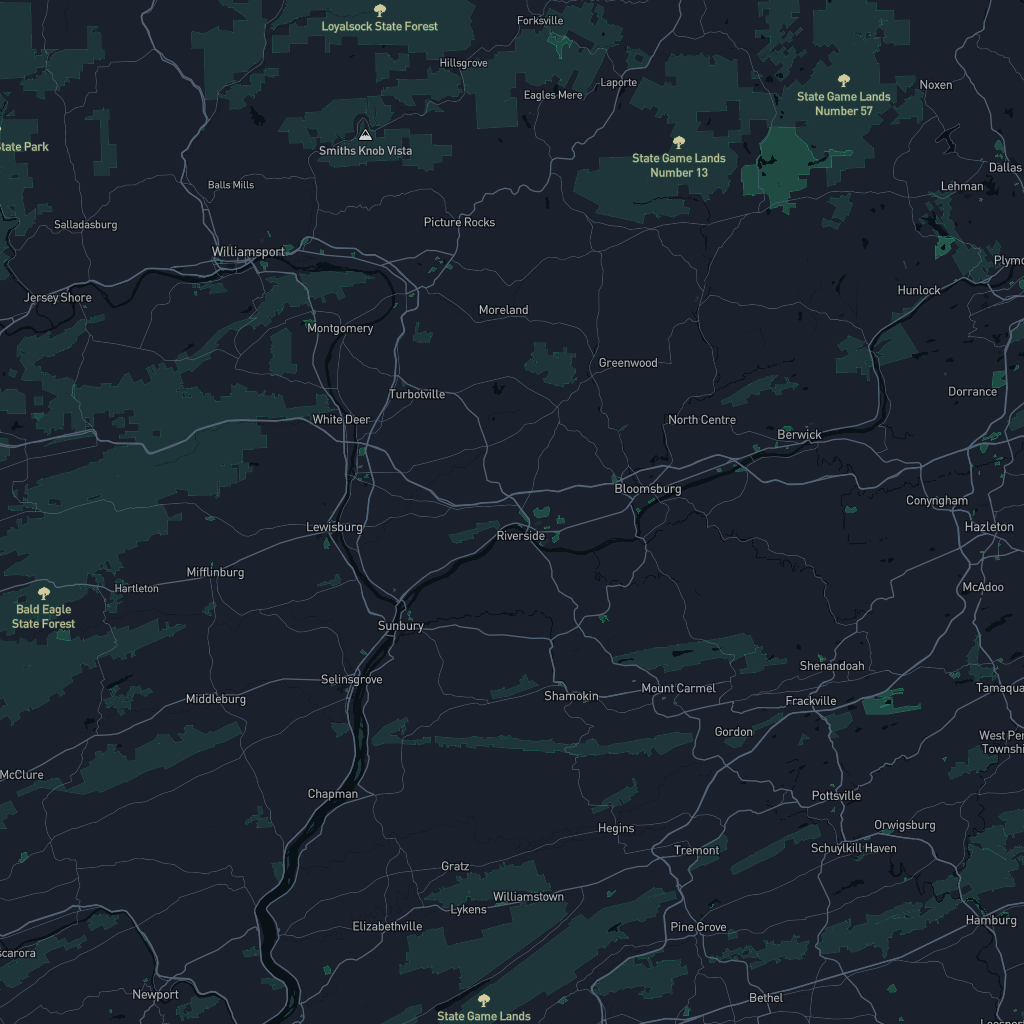 Forksville
Loyalsock State Forest
Hillsgrove
Laporte
Eagles Mere
Noxen
State Game Lands
Number 57
State Park
Smiths Knob Vista
State Game Lands
Number 13
Dallas
Lehman
Balls Mills
Salladasburg
Picture Rocks
Williamsport
Plymo
Hunlock
Jersey Shore
Moreland
Montgomery
Greenwood
Dorrance
Turbotville
White Deer
North Centre
Berwick
Bloomsburg
Conyngham
Lewisburg
Riverside
Hazleton
Mifflinburg
Hartleton
McAdoo
Bald Eagle
State Forest
Sunbury
Shenandoah
Selinsgrove
Middleburg
Shamokin
Mount Carmel
Tamaqua
Frackville
Gordon
West Pen
Townshi
McClure
Chapman
Pottsville
Hegins
Orwigsburg
Tremont
Schuylkill Haven
Gratz
Williamstown
Lykens
Elizabethville
Pine Grove
Hamburg
scarora
Newport
Bethel
State Game Lands